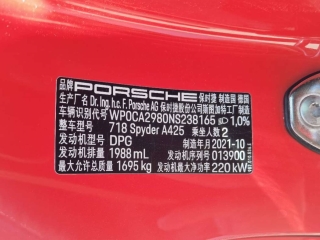 品牌 PORSCHE 保时捷 制造国 德国
生产厂名 Dr. Ing. h.c. F. Porsche AG 保时捷股份公司斯图加特工厂制造
车辆识别代号 WP0CA2980NS238165 1,0%
整车型号 718 Spyder A425 乘坐人数 2
发动机型号 DPG 制造年月 2021-10
发动机排量 1988 mL 发动机序列号 013900
最大允许总质量 1695 kg 发动机最大净功率 220 kW